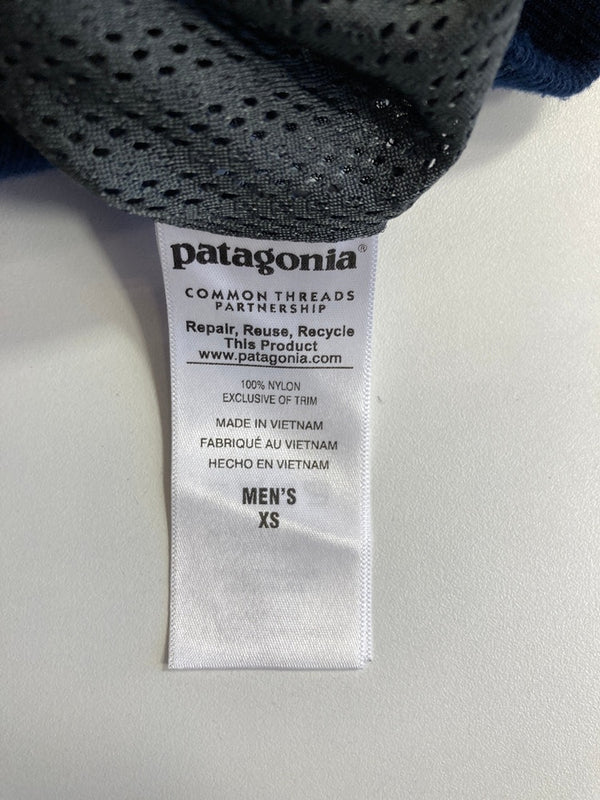 patagonia®
COMMON THREADS
PARTNERSHIP
Repair, Reuse, Recycle
This Product
www.patagonia.com
100% NYLON
EXCLUSIVE OF TRIM
MADE IN VIETNAM
FABRIQUÉ AU VIETNAM
HECHO EN VIETNAM
MEN'S
XS